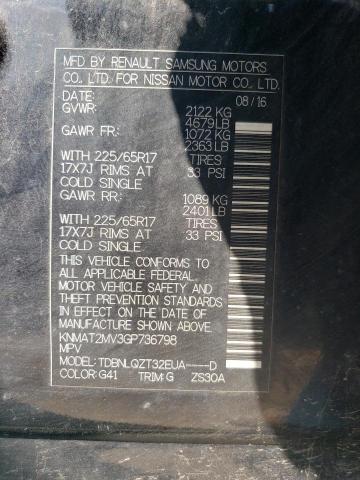 MFD BY RENAULT SAMSUNG MOTORS
CO., LTD. FOR NISSAN MOTOR CO., LTD.
DATE: 08/16
GVWR: 2122 KG
4679LB
GAWR FR: 1072 KG
2363LB
WITH 225/65R17 TIRES
17X7J RIMS AT 33 PSI
COLD SINGLE
GAWR RR: 1089 KG
2401LB
WITH 225/65R17 TIRES
17X7J RIMS AT 33 PSI
COLD SINGLE
THIS VEHICLE CONFORMS TO
ALL APPLICABLE FEDERAL
MOTOR VEHICLE SAFETY AND
THEFT PREVENTION STANDARDS
IN EFFECT ON THE DATE OF
MANUFACTURE SHOWN ABOVE.
KNMAT2MV3GP736798
MPV
MODEL: TDBNLQZT32EUA-----D
COLOR: G41 TRIM: G ZS30A